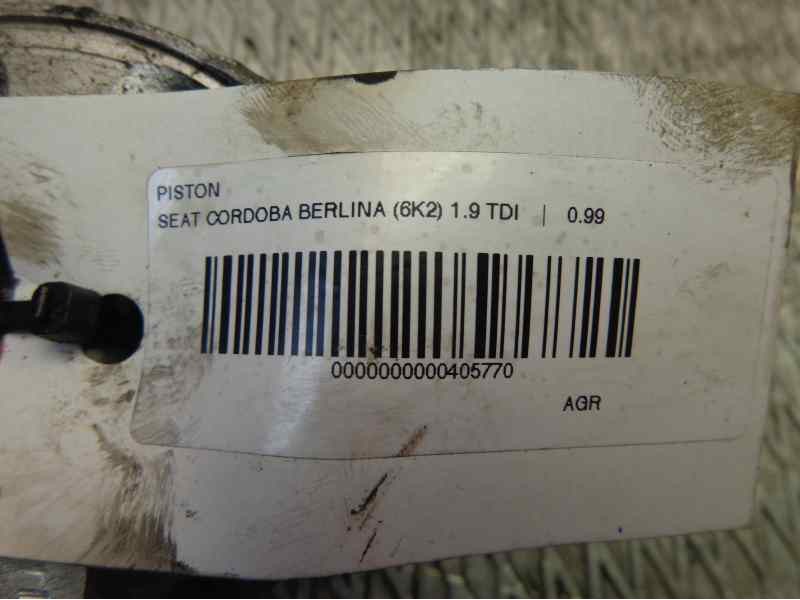 PISTON
SEAT CORDOBA BERLINA (6K2) 1.9 TDI | 0.99
0000000000405770
AGR